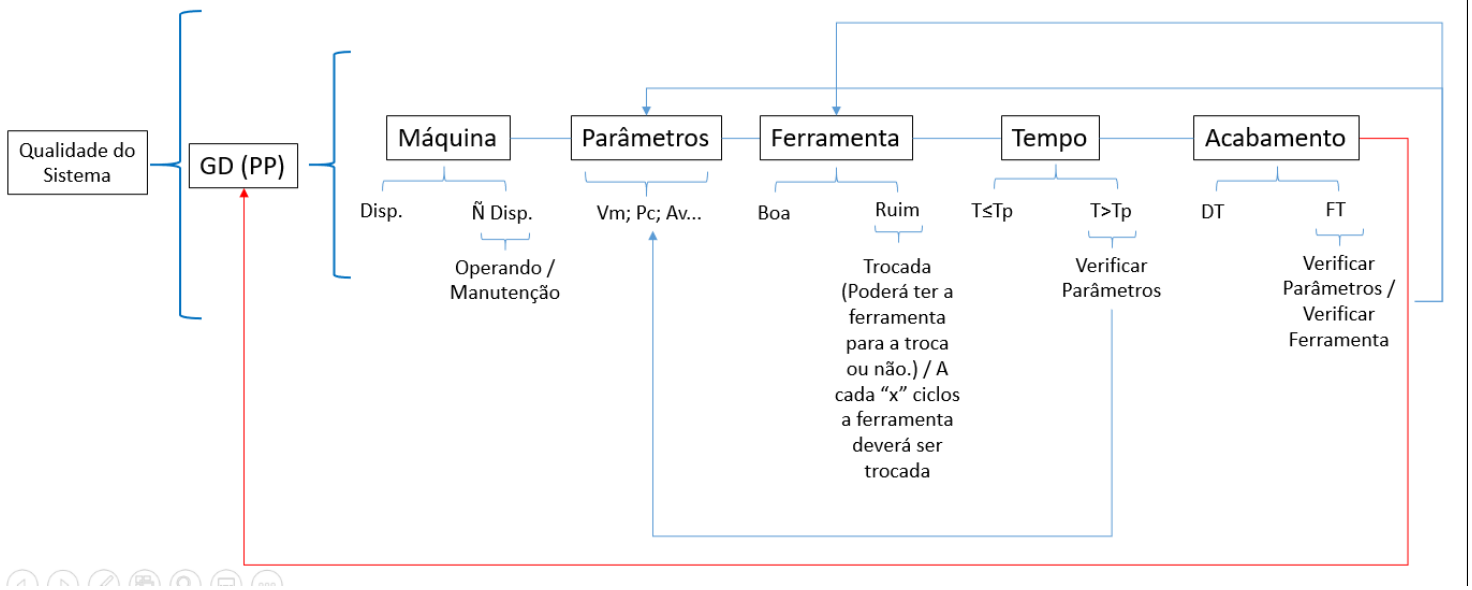 Qualidade do
Sistema
GD (PP)
Máquina
Parâmetros
Ferramenta
Tempo
Acabamento
Disp.
Ñ Disp.
Vm; Pc; Av...
Boa
Ruim
T≤Tp
T>Tp
DT
FT
Operando /
Manutenção
Trocada
(Poderá ter a
ferramenta
para a troca
ou não.) / A
cada “x” ciclos
a ferramenta
deverá ser
trocada
Verificar
Parâmetros
Verificar
Parâmetros /
Verificar
Ferramenta